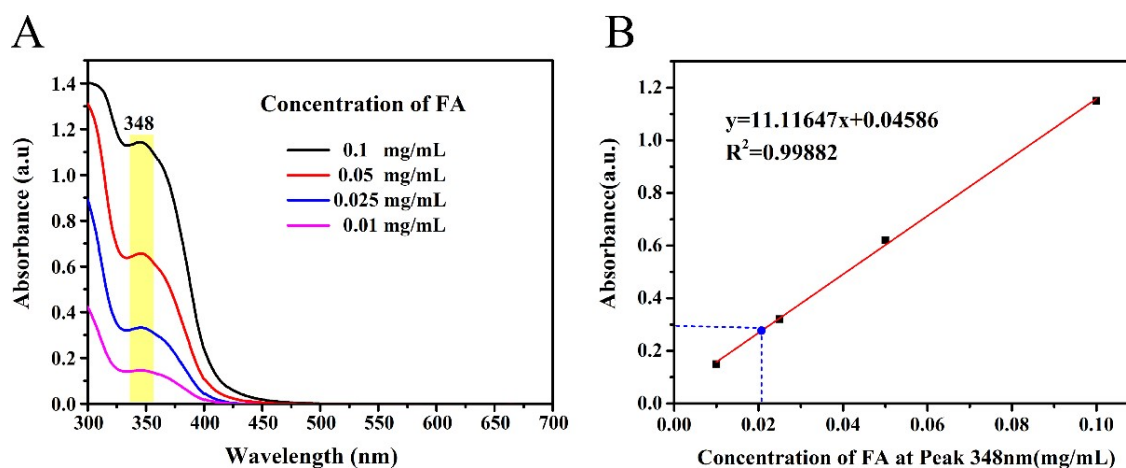 A
1.4
1.2
1.0
0.8
0.6
0.4
0.2
0.0
Absorbance (a.u)
348
Concentration of FA
0.1 mg/mL
0.05 mg/mL
0.025 mg/mL
0.01 mg/mL
300 350 400 450 500 550 600 650 700
Wavelength (nm)
B
1.2
1.0
0.8
0.6
0.4
0.2
0.0
Absorbance(a.u.)
y=11.11647x+0.04586
R²=0.99882
0.00 0.02 0.04 0.06 0.08 0.10
Concentration of FA at Peak 348nm(mg/mL)